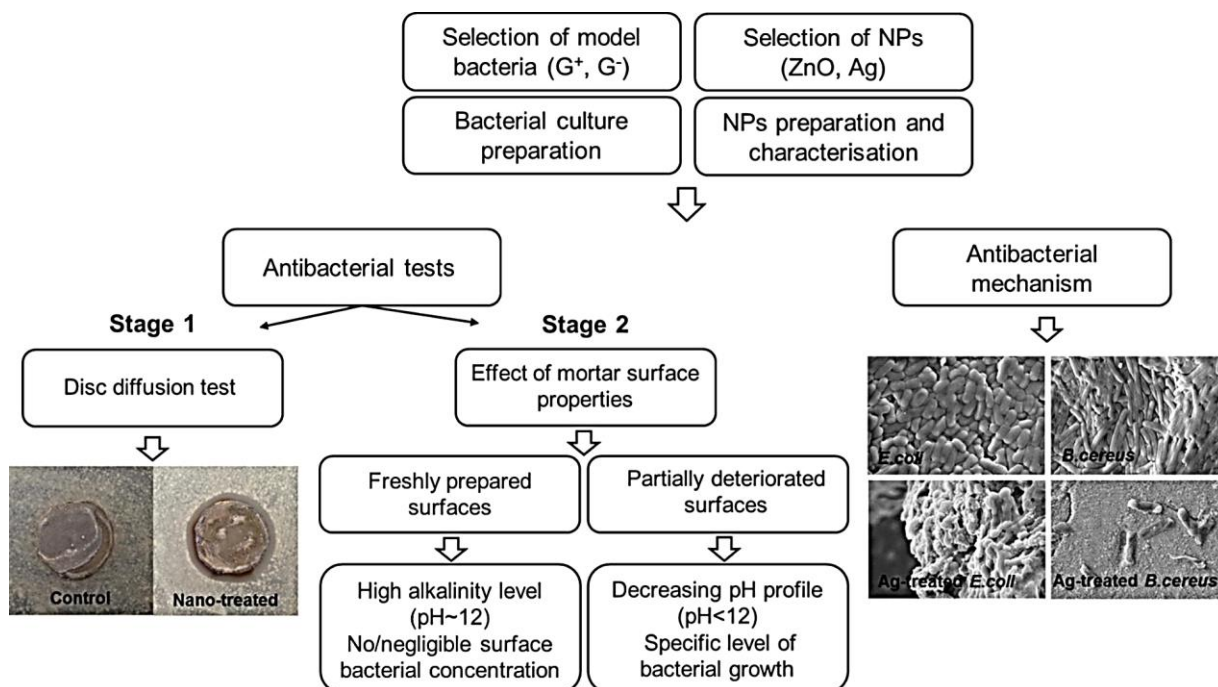 Selection of model
bacteria (G⁺, G⁻)
Selection of NPs
(ZnO, Ag)
Bacterial culture
preparation
NPs preparation and
characterisation
Antibacterial tests
Antibacterial
mechanism
Stage 1
Stage 2
Disc diffusion test
Effect of mortar surface
properties
Control
Nano-treated
Freshly prepared
surfaces
Partially deteriorated
surfaces
High alkalinity level
(pH~12)
No/negligible surface
bacterial concentration
Decreasing pH profile
(pH<12)
Specific level of
bacterial growth
E.coli
B.cereus
Ag-treated E.coli
Ag-treated B.cereus